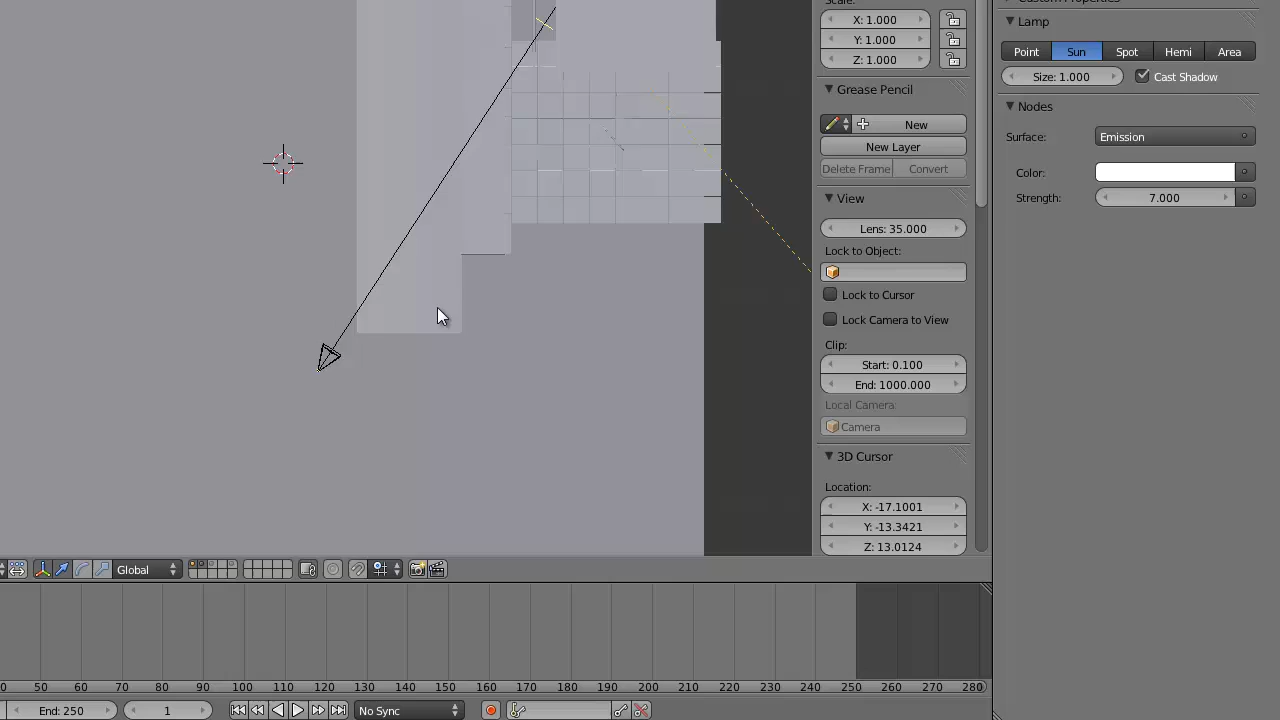 Scale:
X: 1.000
Y: 1.000
Z: 1.000
Grease Pencil
New
New Layer
Delete Frame
Convert
View
Lens: 35.000
Lock to Object:
Lock to Cursor
Lock Camera to View
Clip:
Start: 0.100
End: 1000.000
Local Camera:
Camera
3D Cursor
Location:
X: -17.1001
Y: -13.3421
Z: 13.0124
Custom Properties
Lamp
Point Sun Spot Hemi Area
Size: 1.000
Cast Shadow
Nodes
Surface: Emission
Color:
Strength: 7.000
Global
0 50 60 70 80 90 100 110 120 130 140 150 160 170 180 190 200 210 220 230 240 250 260 270 280
End: 250
1
No Sync